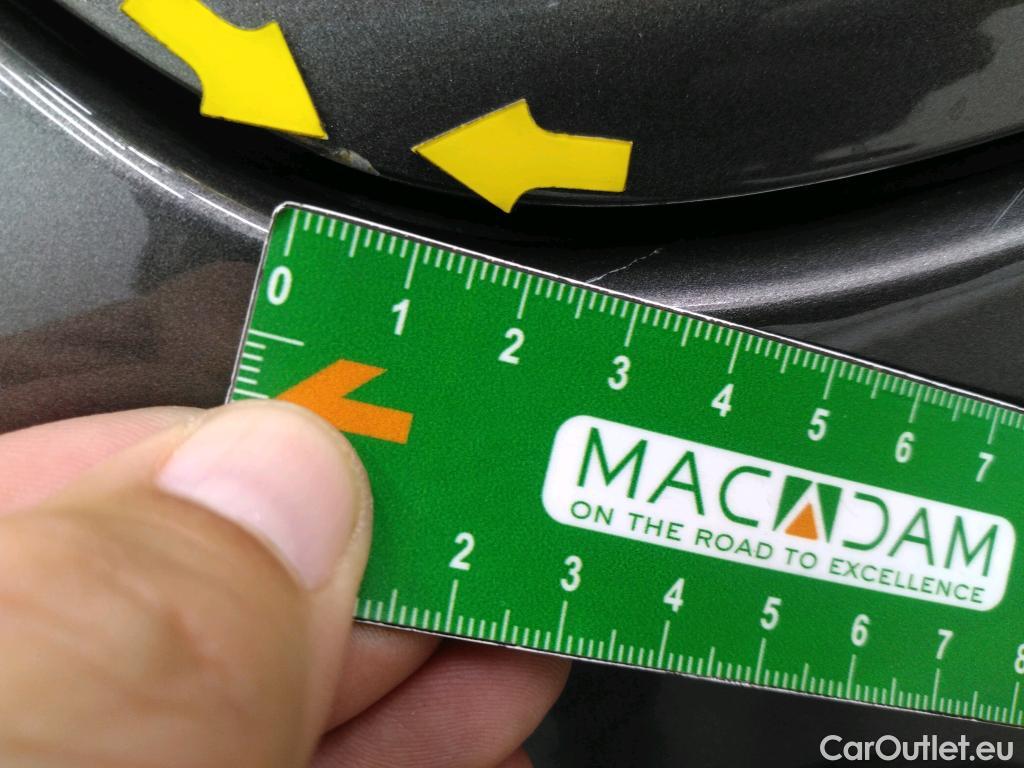 0 1 2 3 4 5 6 7
MACADAM
ON THE ROAD TO EXCELLENCE
2 3 4 5 6 7 8
CarOutlet.eu